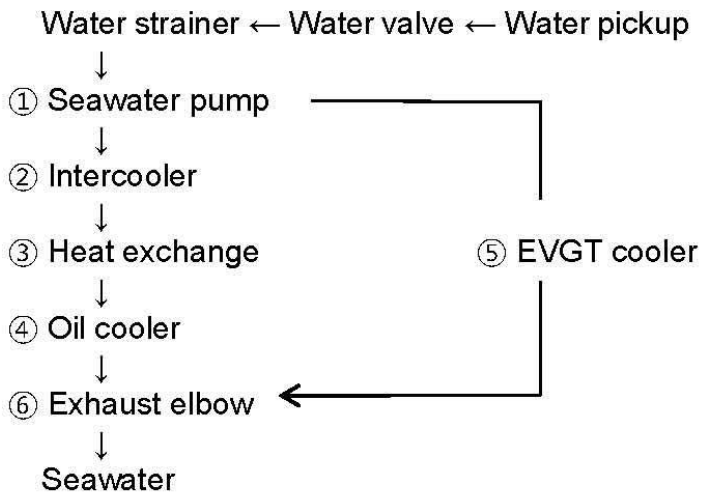 Water strainer ← Water valve ← Water pickup
↓
① Seawater pump
↓
② Intercooler
↓
③ Heat exchange
⑤ EVGT cooler
↓
④ Oil cooler
↓
⑥ Exhaust elbow
↓
Seawater